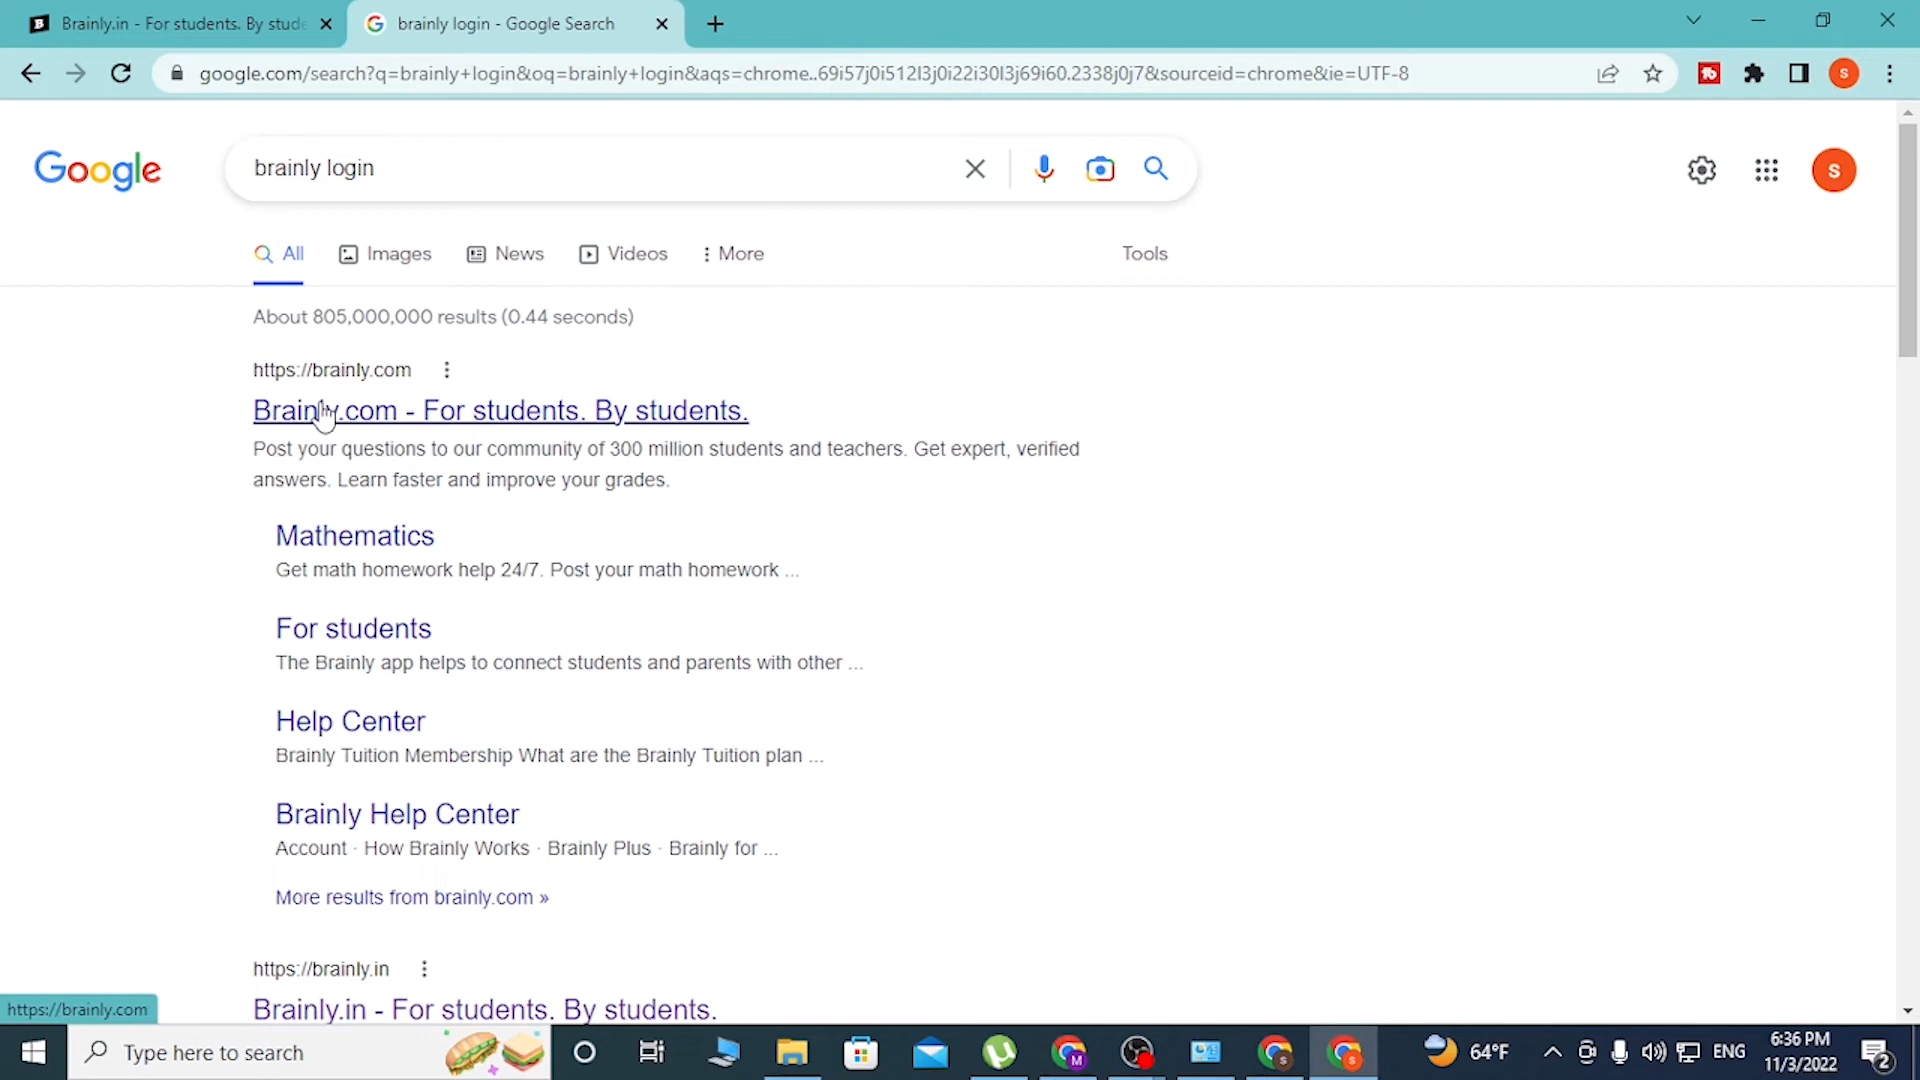 Brainly.in - For students. By stude
brainly login - Google Search
google.com/search?q=brainly+login&oq=brainly+login&aqs=chrome..69i57j0i512l3j0i22i30l3j69i60.2338j0j7&sourceid=chrome&ie=UTF-8
S
Google
brainly login
S
All
Images
News
Videos
More
Tools
About 805,000,000 results (0.44 seconds)
https://brainly.com
Brainly.com - For students. By students.
Post your questions to our community of 300 million students and teachers. Get expert, verified
answers. Learn faster and improve your grades.
Mathematics
Get math homework help 24/7. Post your math homework ...
For students
The Brainly app helps to connect students and parents with other ...
Help Center
Brainly Tuition Membership What are the Brainly Tuition plan ...
Brainly Help Center
Account · How Brainly Works · Brainly Plus · Brainly for ...
More results from brainly.com »
https://brainly.in
Brainly.in - For students. By students.
https://brainly.com
Type here to search
64°F
ENG
6:36 PM
11/3/2022
2